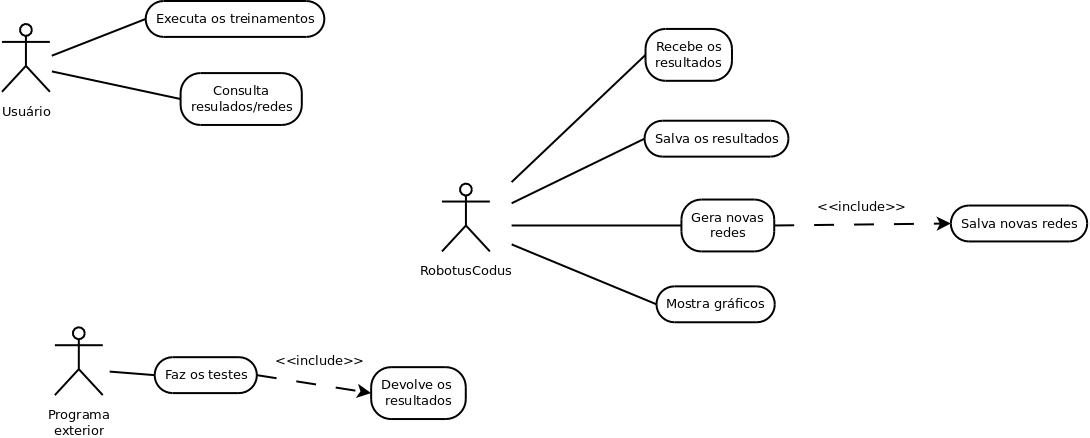 Executa os treinamentos
Consulta
resulados/redes
Usuário
Recebe os
resultados
Salva os resultados
Gera novas
redes
<<include>>
Salva novas redes
RobotusCodus
Mostra gráficos
Faz os testes
<<include>>
Devolve os
resultados
Programa
exterior